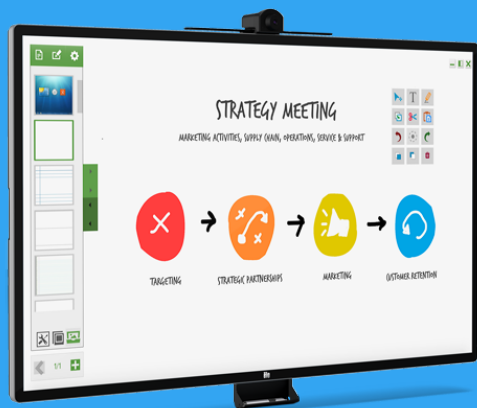 STRATEGY MEETING
MARKETING ACTIVITIES, SUPPLY CHAIN, OPERATIONS, SERVICE & SUPPORT
TARGETING
STRATEGIC PARTNERSHIPS
MARKETING
CUSTOMER RETENTION
1/1